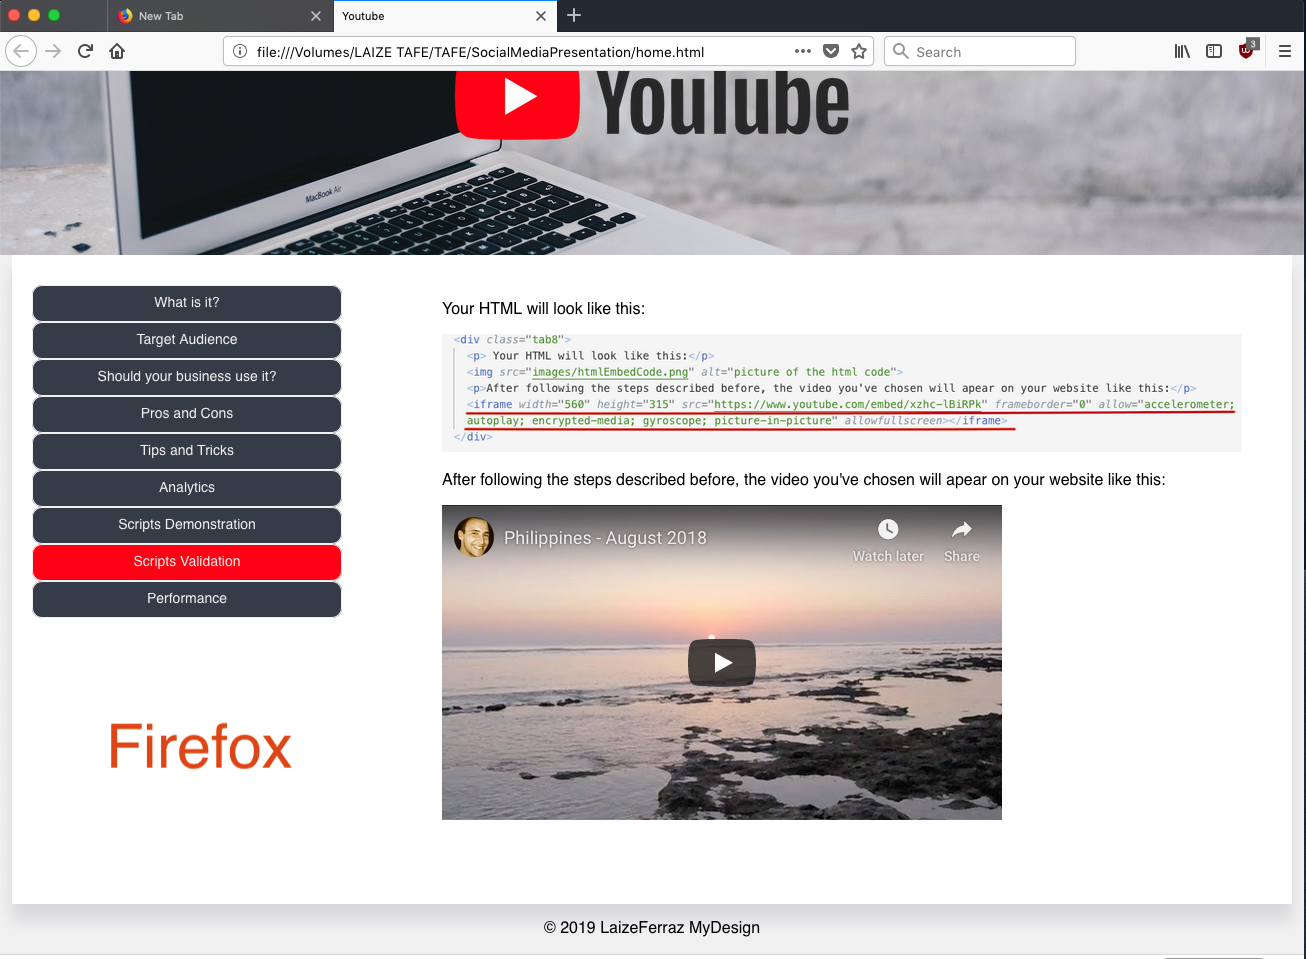 New Tab
Youtube
file:///Volumes/LAIZE TAFE/TAFE/SocialMediaPresentation/home.html
Search
3
YouTube
MacBook Air
What is it?
Target Audience
Should your business use it?
Pros and Cons
Tips and Tricks
Analytics
Scripts Demonstration
Scripts Validation
Performance
Firefox
Your HTML will look like this:
<div class="tab8">
<p> Your HTML will look like this:</p>
<img src="images/htmlEmbedCode.png" alt="picture of the html code">
<p>After following the steps described before, the video you've chosen will apear on your website like this:</p>
<iframe width="560" height="315" src="https://www.youtube.com/embed/xzhc-lBiRPk" frameborder="0" allow="accelerometer;
autoplay; encrypted-media; gyroscope; picture-in-picture" allowfullscreen></iframe>
</div>
After following the steps described before, the video you've chosen will apear on your website like this:
Philippines - August 2018
Watch later
Share
© 2019 LaizeFerraz MyDesign